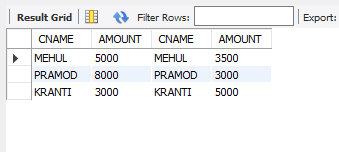 Result Grid Filter Rows: Export:
CNAME AMOUNT CNAME AMOUNT
MEHUL 5000 MEHUL 3500
PRAMOD 8000 PRAMOD 3000
KRANTI 3000 KRANTI 5000